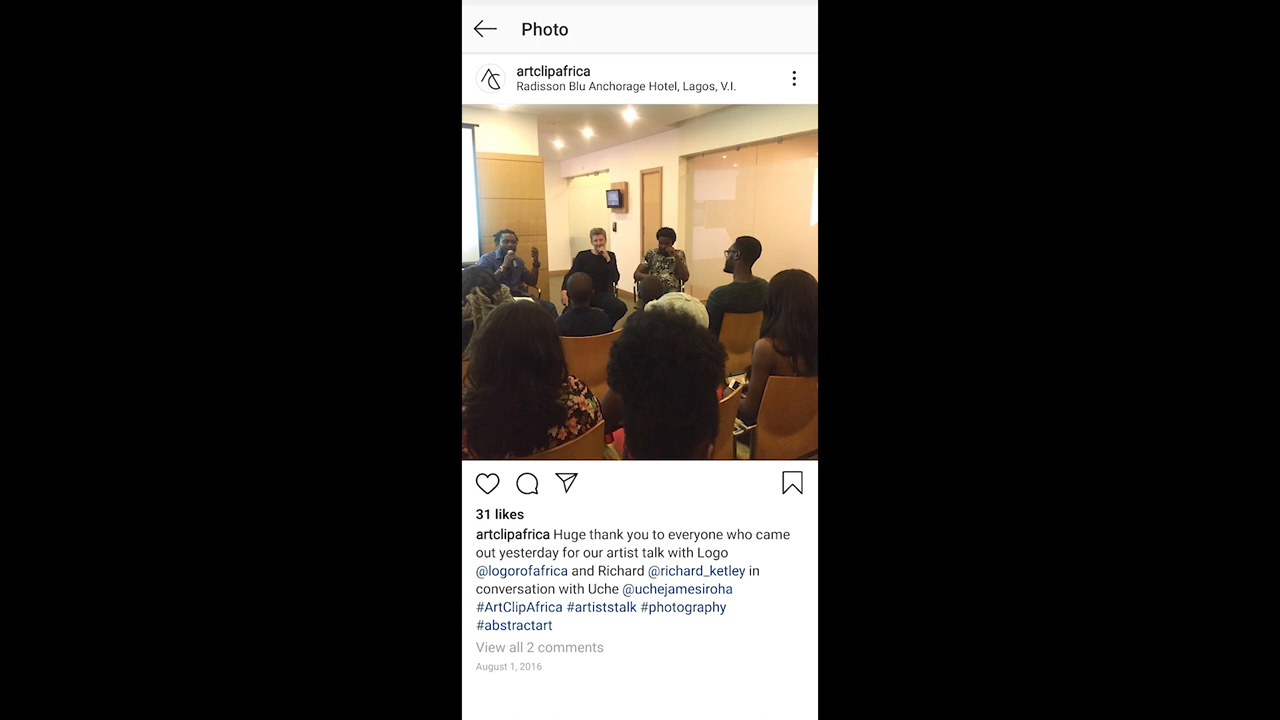 Photo
artclipafrica
Radisson Blu Anchorage Hotel, Lagos, V.I.
31 likes
artclipafrica Huge thank you to everyone who came
out yesterday for our artist talk with Logo
@logorofafrica and Richard @richard_ketley in
conversation with Uche @uchejamesiroha
#ArtClipAfrica #artiststalk #photography
#abstractart
View all 2 comments
August 1, 2016